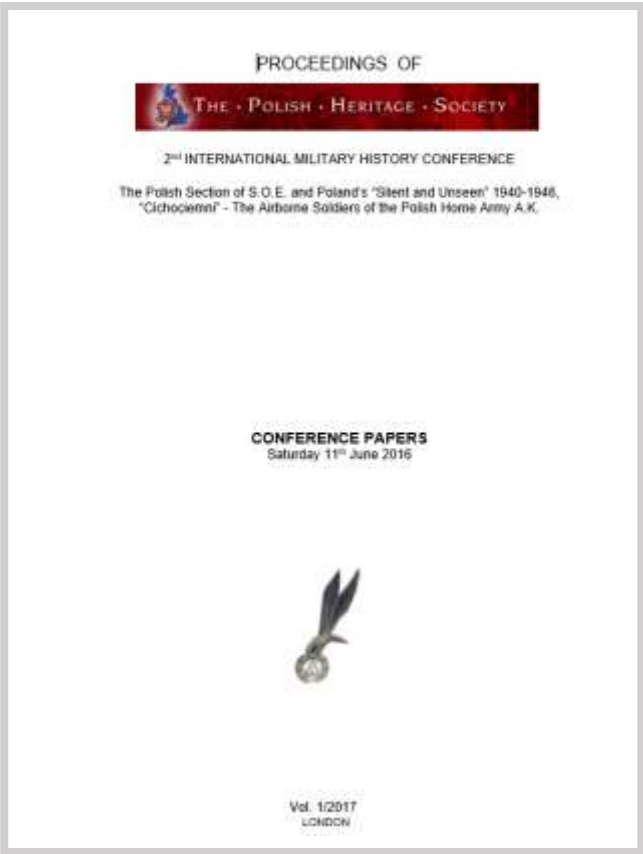 PROCEEDINGS OF
THE · POLISH · HERITAGE · SOCIETY
2nd INTERNATIONAL MILITARY HISTORY CONFERENCE
The Polish Section of S.O.E. and Poland's "Silent and Unseen" 1940-1946,
"Cichociemni" - The Airborne Soldiers of the Polish Home Army A.K.
CONFERENCE PAPERS
Saturday 11th June 2016
Vol. 1/2017
LONDON